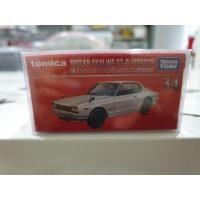 tomica
NISSAN SKYLINE GT-R (KPGC10)
TAKARA
TOMY
34